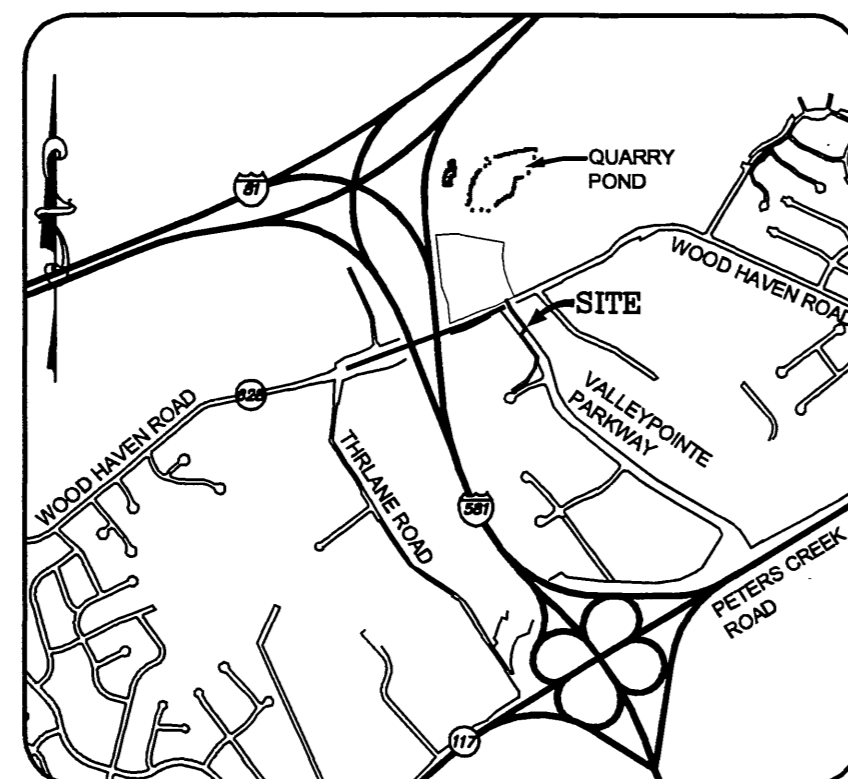 QUARRY
POND
81
WOOD HAVEN ROAD
SITE
628
VALLEYPOINTE
PARKWAY
WOOD HAVEN ROAD
THRLANE ROAD
581
PETERS CREEK
ROAD
117